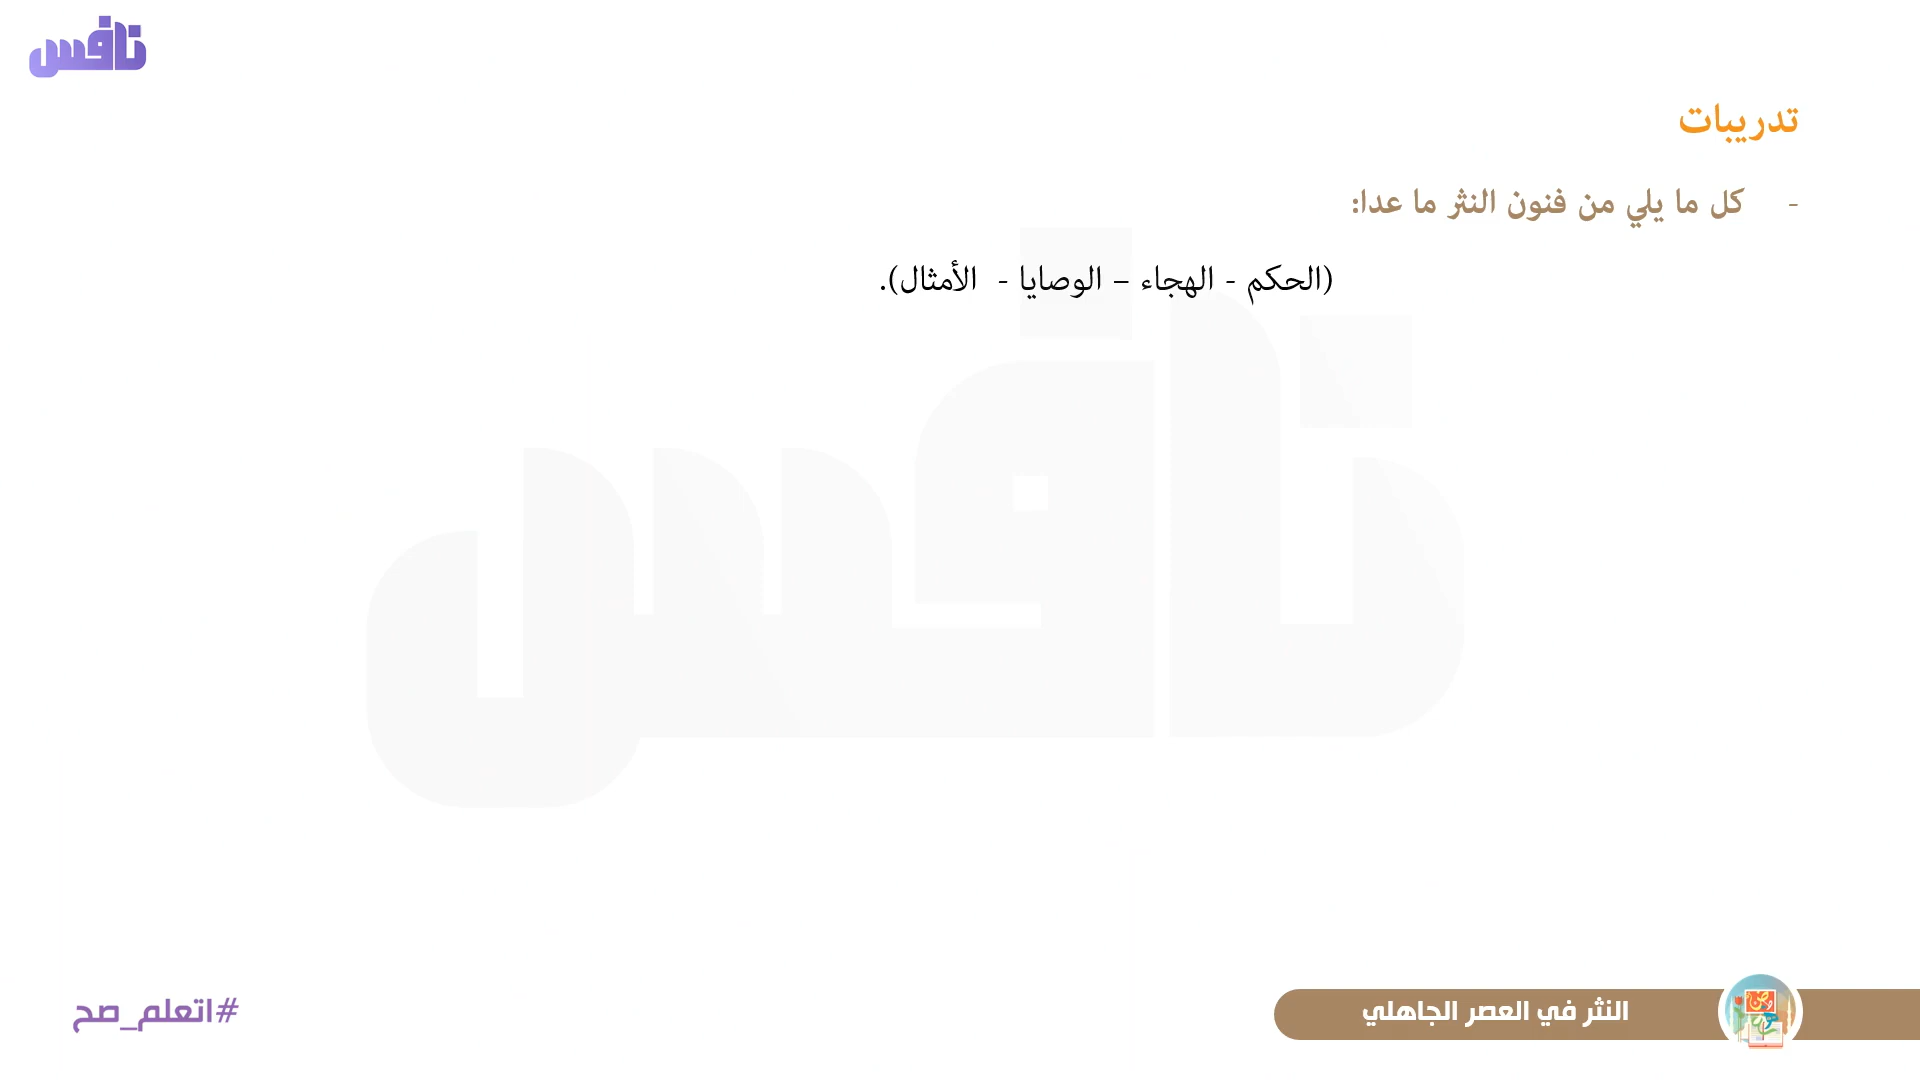 نافس
تدريبات
- كل ما يلي من فنون النثر ما عدا:
(الحكم - الهجاء – الوصايا - الأمثال).
النثر في العصر الجاهلي
#اتعلم_صح